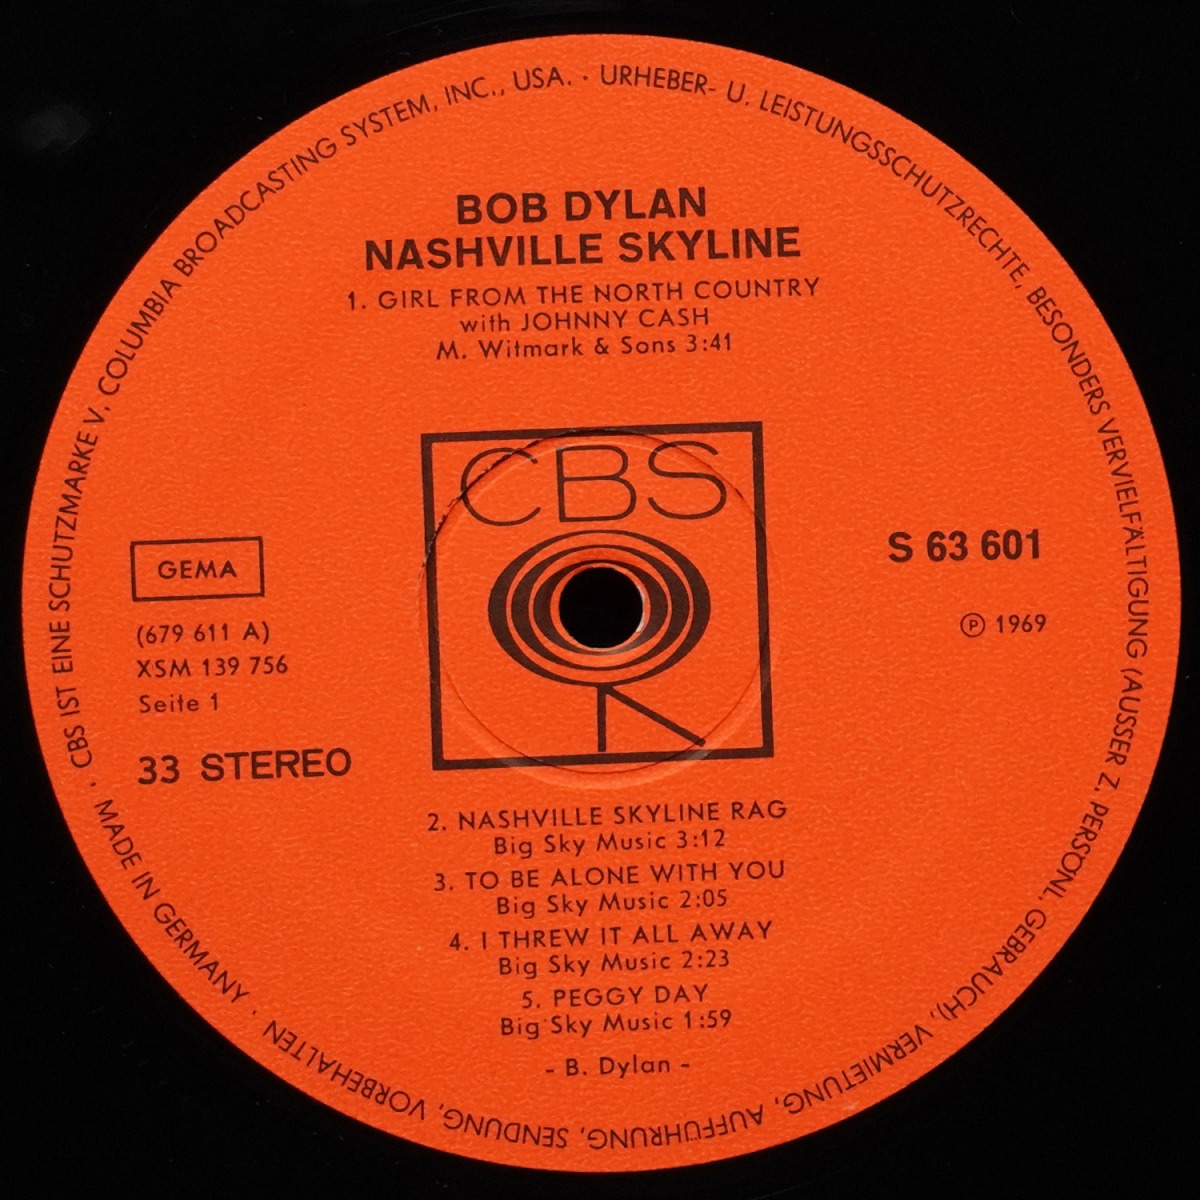 · CBS IST EINE SCHUTZMARKE V. COLUMBIA BROADCASTING SYSTEM, INC., USA. · URHEBER- U. LEISTUNGSSCHUTZRECHTE, BESONDERS VERVIELFÄLTIGUNG (AUSSER Z. PERSÖNL. GEBRAUCH), VERMIETUNG, AUFFÜHRUNG, SENDUNG, VORBEHALTEN · MADE IN GERMANY ·
BOB DYLAN
NASHVILLE SKYLINE
1. GIRL FROM THE NORTH COUNTRY
with JOHNNY CASH
M. Witmark & Sons 3:41
CBS
GEMA
(679 611 A)
XSM 139 756
Seite 1
33 STEREO
S 63 601
℗ 1969
2. NASHVILLE SKYLINE RAG
Big Sky Music 3:12
3. TO BE ALONE WITH YOU
Big Sky Music 2:05
4. I THREW IT ALL AWAY
Big Sky Music 2:23
5. PEGGY DAY
Big Sky Music 1:59
- B. Dylan -